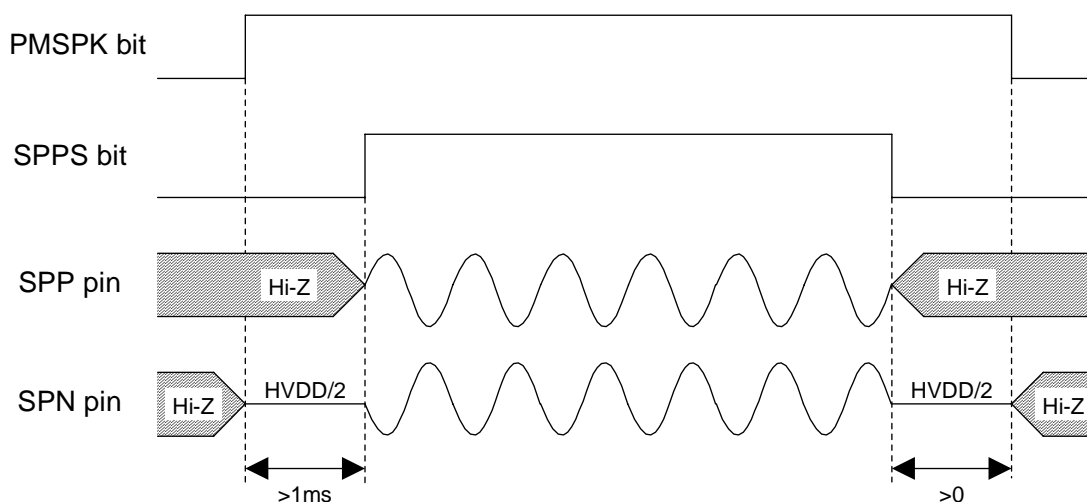 PMSPK bit
SPPS bit
SPP pin
Hi-Z
Hi-Z
SPN pin
Hi-Z
HVDD/2
HVDD/2
Hi-Z
>1ms
>0